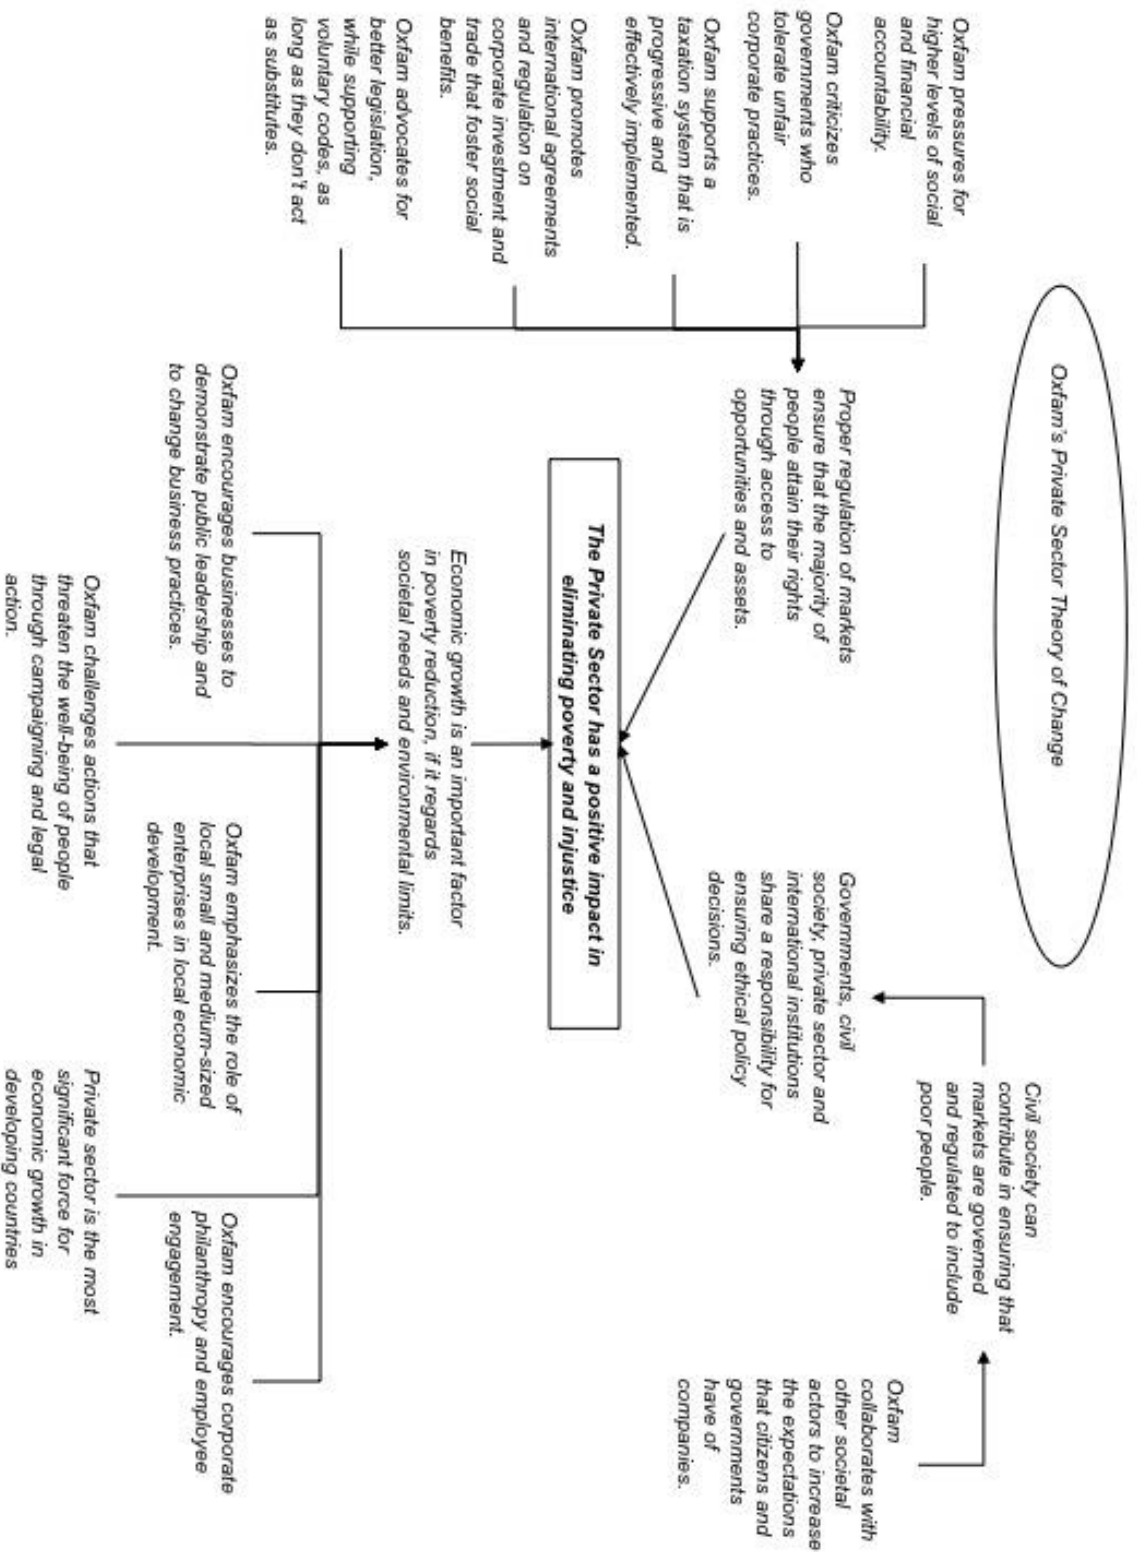 Oxfam's Private Sector Theory of Change
Oxfam pressures for
higher levels of social
and financial
accountability.
Oxfam criticizes
governments who
tolerate unfair
corporate practices.
Oxfam supports a
taxation system that is
progressive and
effectively implemented.
Oxfam promotes
international agreements
and regulation on
corporate investment and
trade that foster social
benefits.
Oxfam advocates for
better legislation,
while supporting
voluntary codes, as
long as they don't act
as substitutes.
Proper regulation of markets
ensure that the majority of
people attain their rights
through access to
opportunities and assets.
Governments, civil
society, private sector and
international institutions
share a responsibility for
ensuring ethical policy
decisions.
Civil society can
contribute in ensuring that
markets are governed
and regulated to include
poor people.
Oxfam
collaborates with
other societal
actors to increase
the expectations
that citizens and
governments
have of
companies.
The Private Sector has a positive impact in
eliminating poverty and injustice
Economic growth is an important factor
in poverty reduction, if it regards
societal needs and environmental limits.
Oxfam encourages businesses to
demonstrate public leadership and
to change business practices.
Oxfam challenges actions that
threaten the well-being of people
through campaigning and legal
action.
Oxfam emphasizes the role of
local small and medium-sized
enterprises in local economic
development.
Private sector is the most
significant force for
economic growth in
developing countries
Oxfam encourages corporate
philanthropy and employee
engagement.